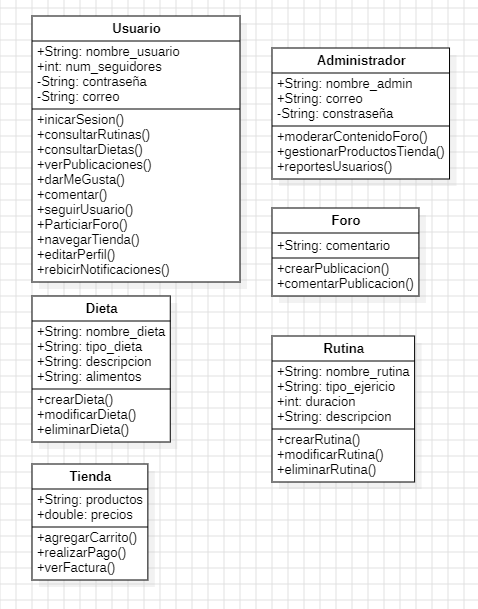 Usuario
+String: nombre_usuario
+int: num_seguidores
-String: contraseña
-String: correo
+inicarSesion()
+consultarRutinas()
+consultarDietas()
+verPublicaciones()
+darMeGusta()
+comentar()
+seguirUsuario()
+ParticiarForo()
+navegarTienda()
+editarPerfil()
+rebicirNotificaciones()
Administrador
+String: nombre_admin
+String: correo
-String: constraseña
+moderarContenidoForo()
+gestionarProductosTienda()
+reportesUsuarios()
Foro
+String: comentario
+crearPublicacion()
+comentarPublicacion()
Dieta
+String: nombre_dieta
+String: tipo_dieta
+String: descripcion
+String: alimentos
+crearDieta()
+modificarDieta()
+eliminarDieta()
Rutina
+String: nombre_rutina
+String: tipo_ejericio
+int: duracion
+String: descripcion
+crearRutina()
+modificarRutina()
+eliminarRutina()
Tienda
+String: productos
+double: precios
+agregarCarrito()
+realizarPago()
+verFactura()